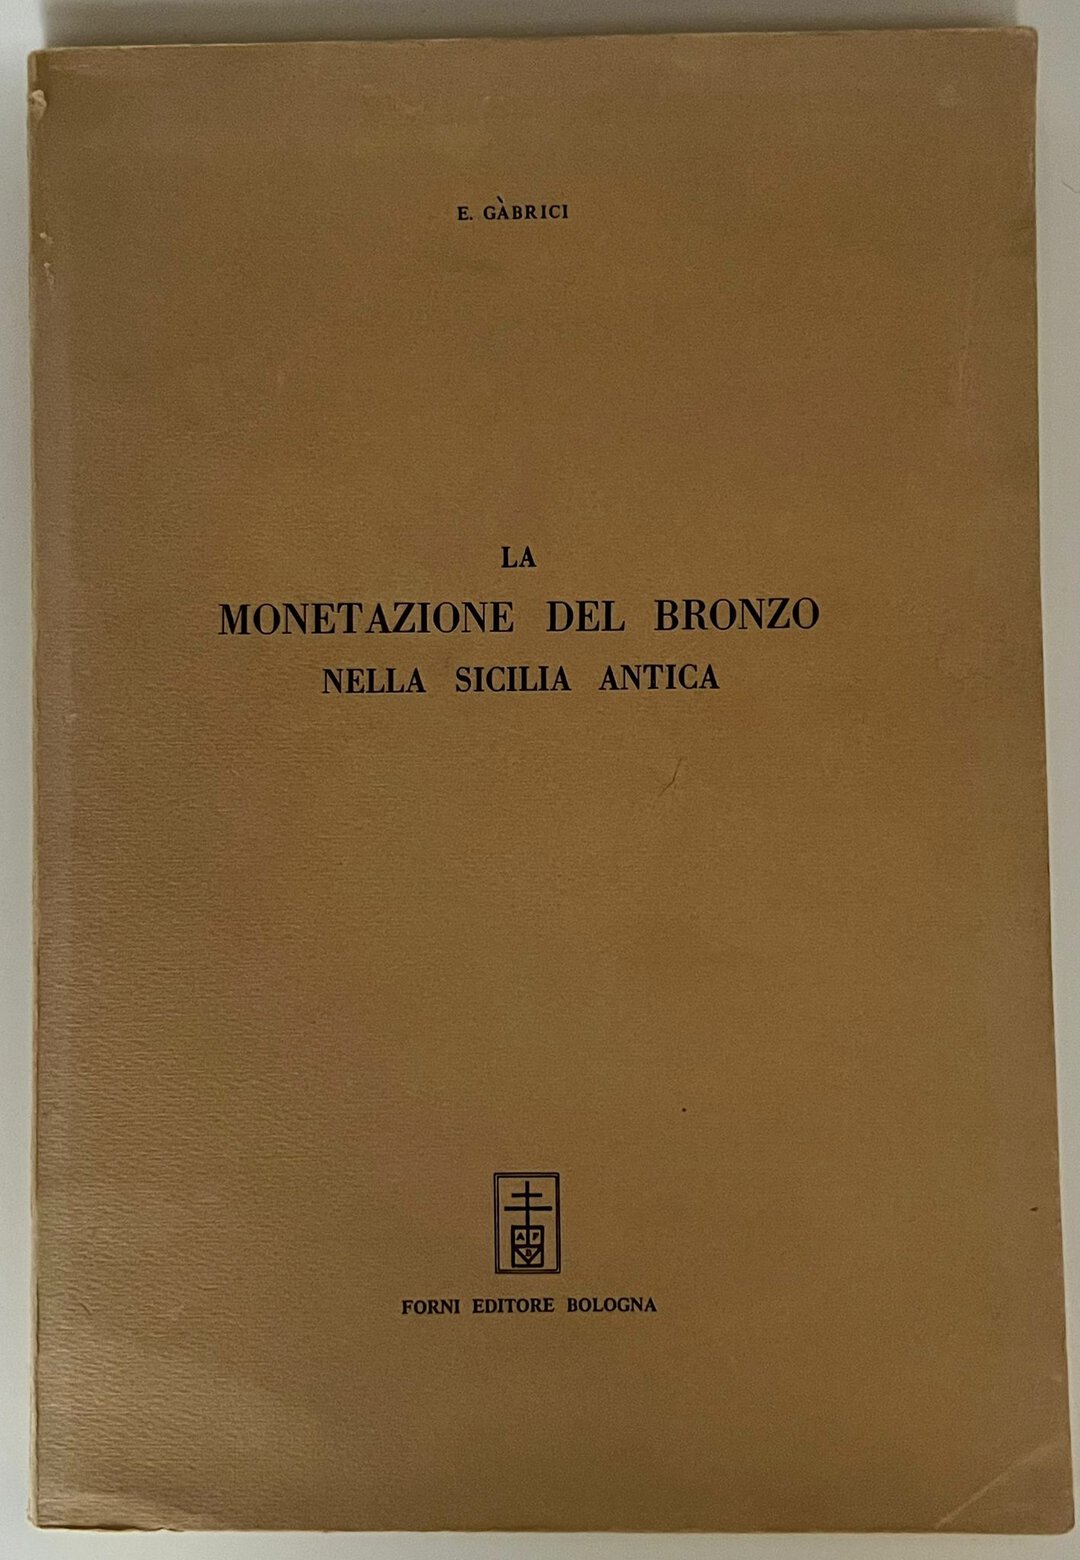 E. GÀBRICI
LA
MONETAZIONE DEL BRONZO
NELLA SICILIA ANTICA
A F
B
FORNI EDITORE BOLOGNA